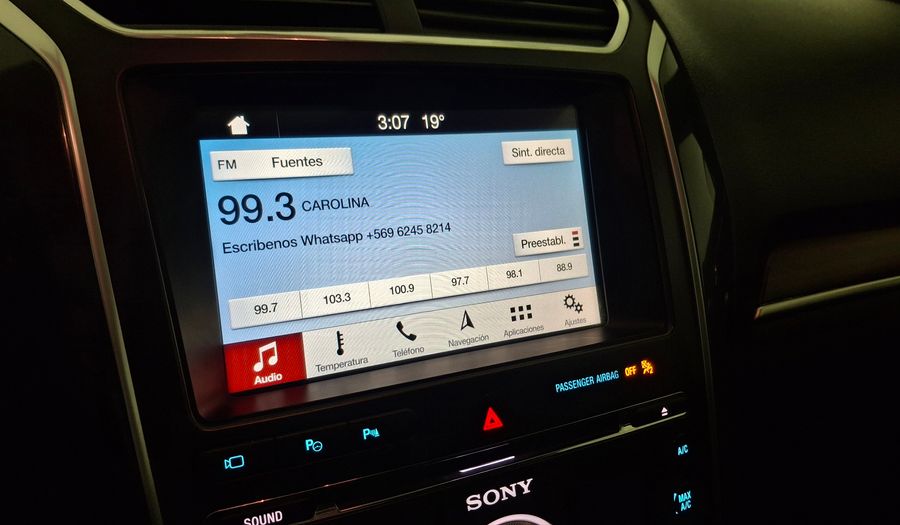 3:07 19°
FM Fuentes
Sint. directa
99.3 CAROLINA
Escribenos Whatsapp +569 6245 8214
Preestabl.
99.7 103.3 100.9 97.7 98.1 88.9
Audio Temperatura Teléfono Navegación Aplicaciones Ajustes
PASSENGER AIRBAG OFF
P P
A/C
SONY
MAX
A/C
SOUND